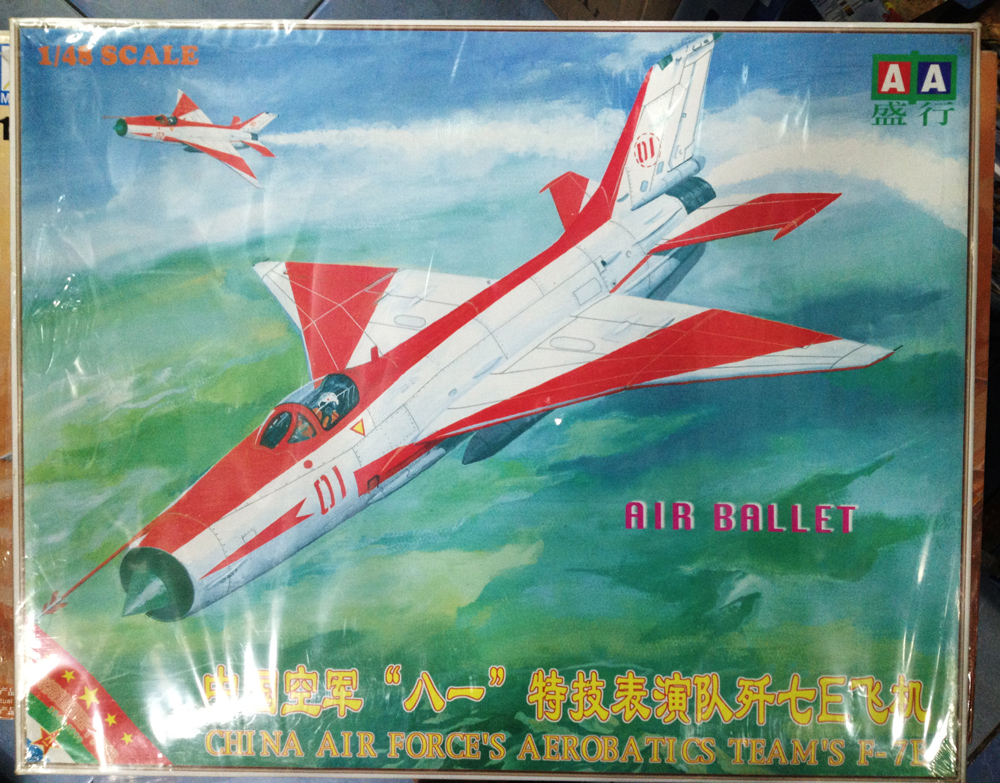 1/48 SCALE
AA
盛行
01
01
AIR BALLET
中国空军“八一”特技表演队歼七E飞机
CHINA AIR FORCE'S AEROBATICS TEAM'S F-7E